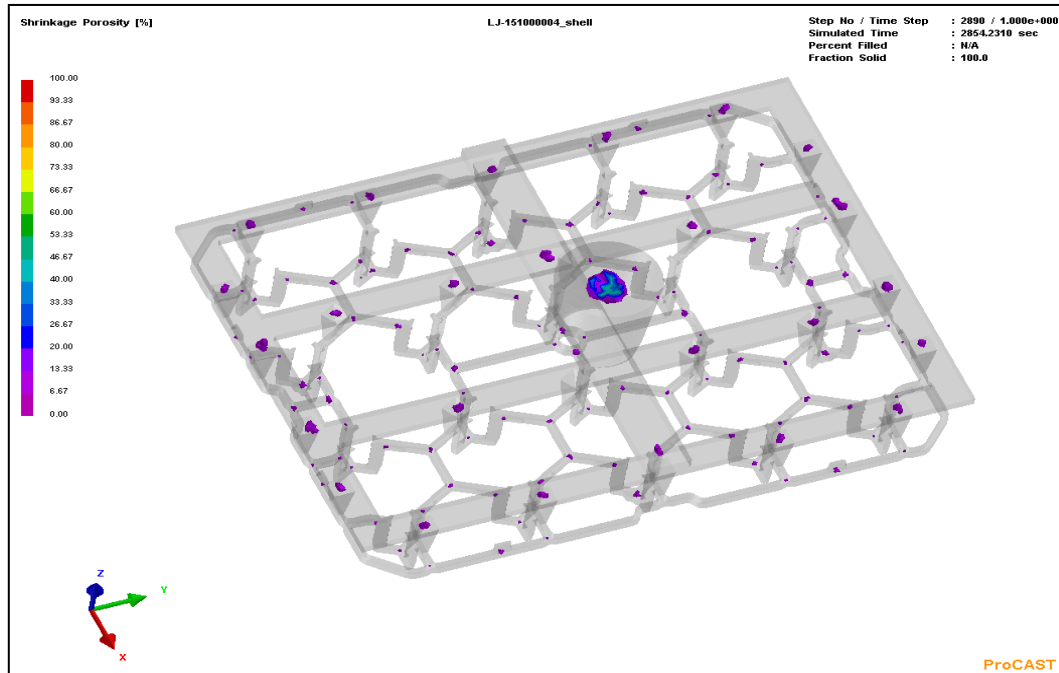 Shrinkage Porosity [%]
LJ-151000004_shell
Step No / Time Step : 2890 / 1.000e+000
Simulated Time : 2854.2310 sec
Percent Filled : N/A
Fraction Solid : 100.0
100.00
93.33
86.67
80.00
73.33
66.67
60.00
53.33
46.67
40.00
33.33
26.67
20.00
13.33
6.67
0.00
Z
Y
X
ProCAST